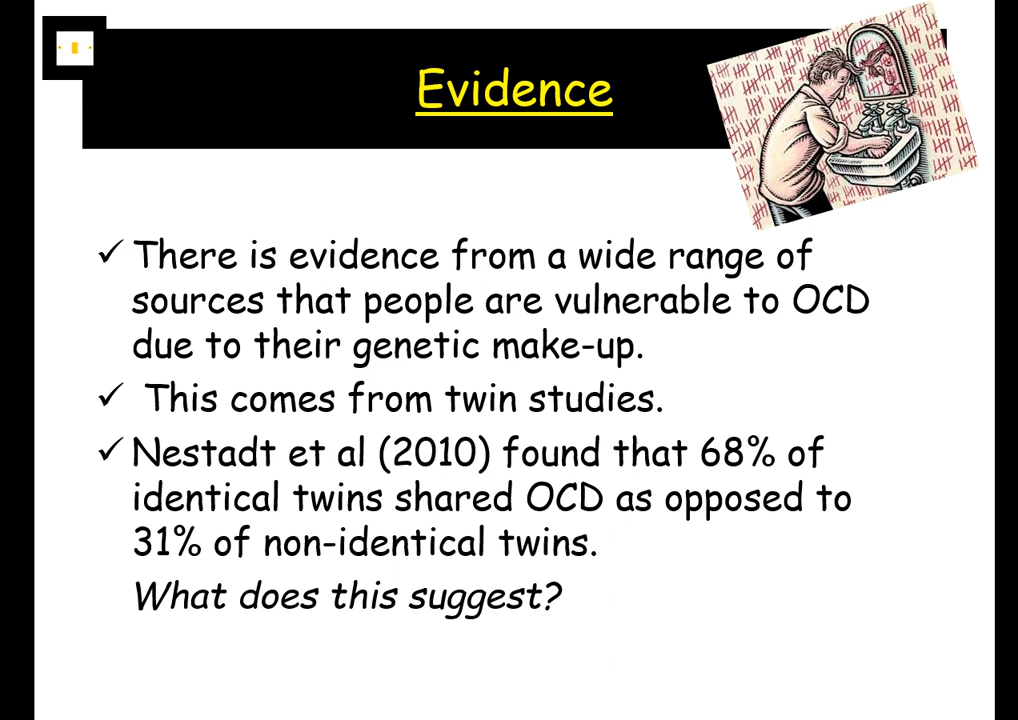 Evidence
✓ There is evidence from a wide range of
sources that people are vulnerable to OCD
due to their genetic make-up.
✓ This comes from twin studies.
✓ Nestadt et al (2010) found that 68% of
identical twins shared OCD as opposed to
31% of non-identical twins.
What does this suggest?